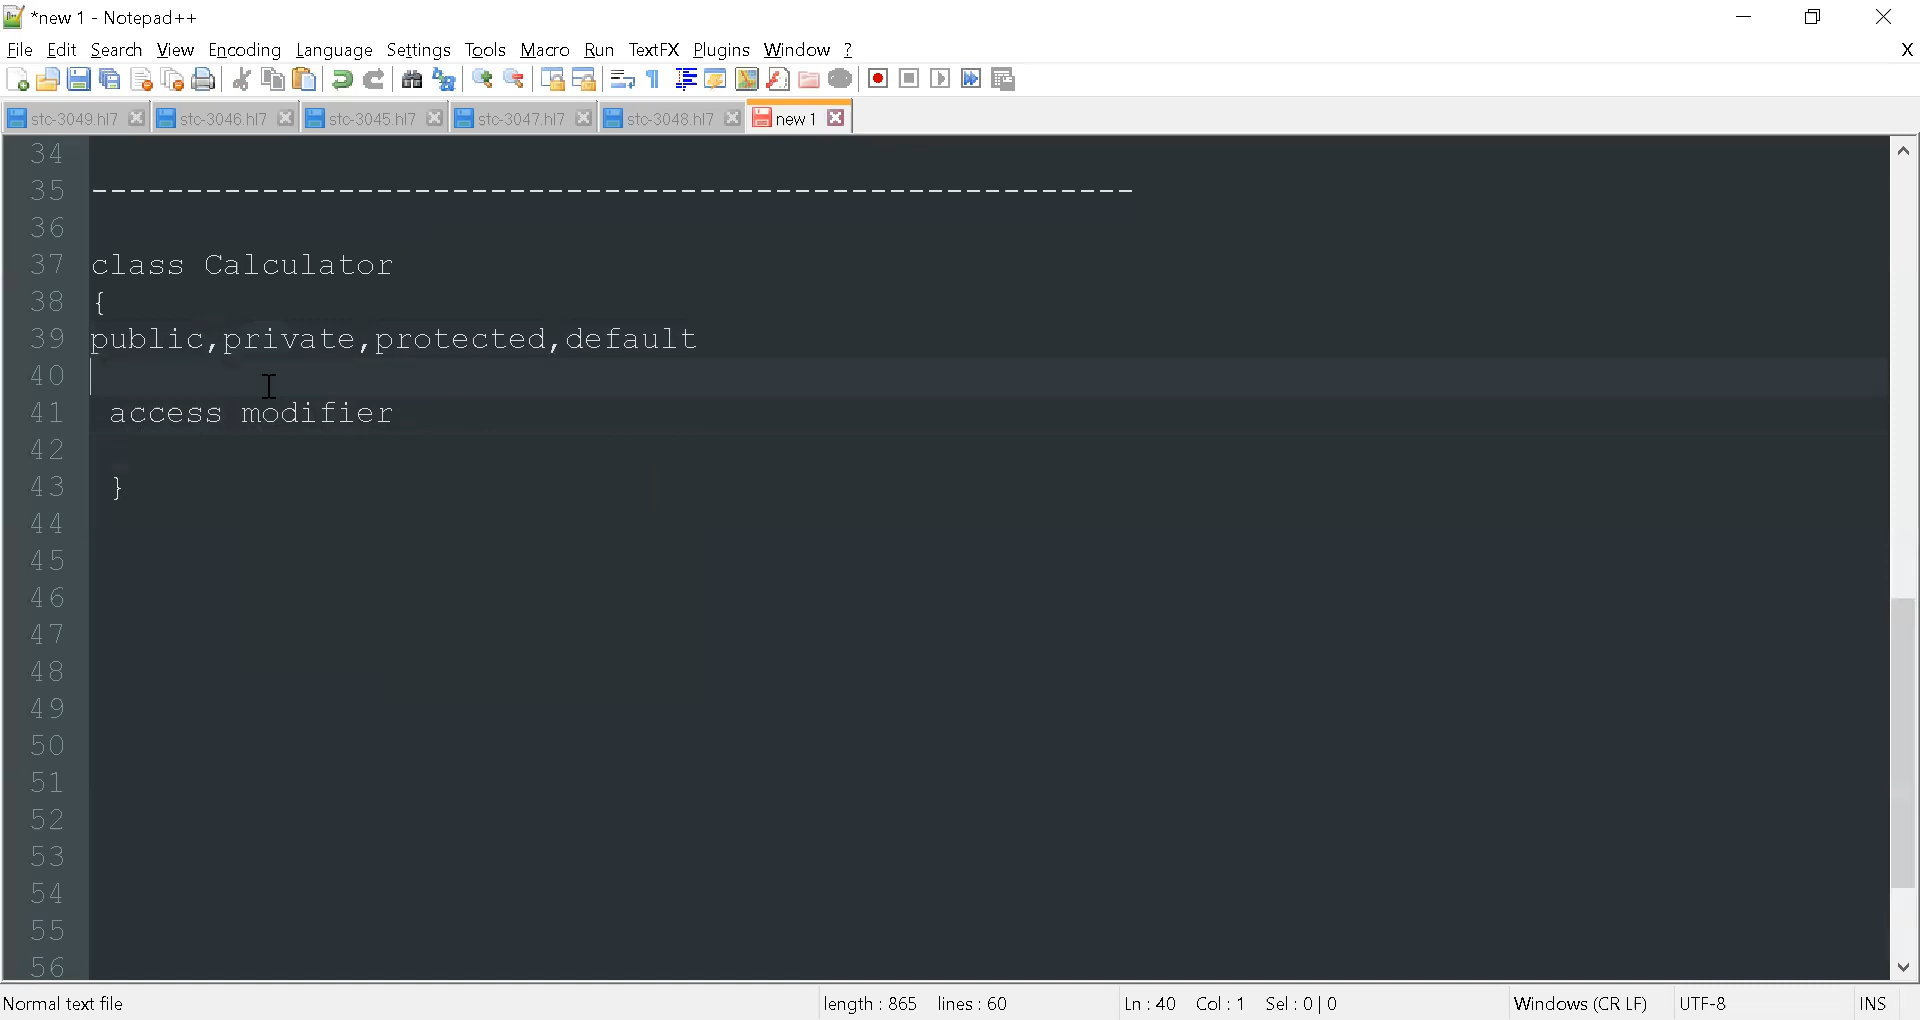 *new 1 - Notepad++
File Edit Search View Encoding Language Settings Tools Macro Run TextFX Plugins Window ? X
stc-3049.hl7 stc-3046.hl7 stc-3045.hl7 stc-3047.hl7 stc-3048.hl7 new 1
34
35 --------------------------------------------------------
36
37 class Calculator
38 {
39 public,private,protected,default
40
41 access modifier
42
43 }
44
45
46
47
48
49
50
51
52
53
54
55
56
Normal text file length : 865 lines : 60 Ln : 40 Col : 1 Sel : 0 | 0 Windows (CR LF) UTF-8 INS